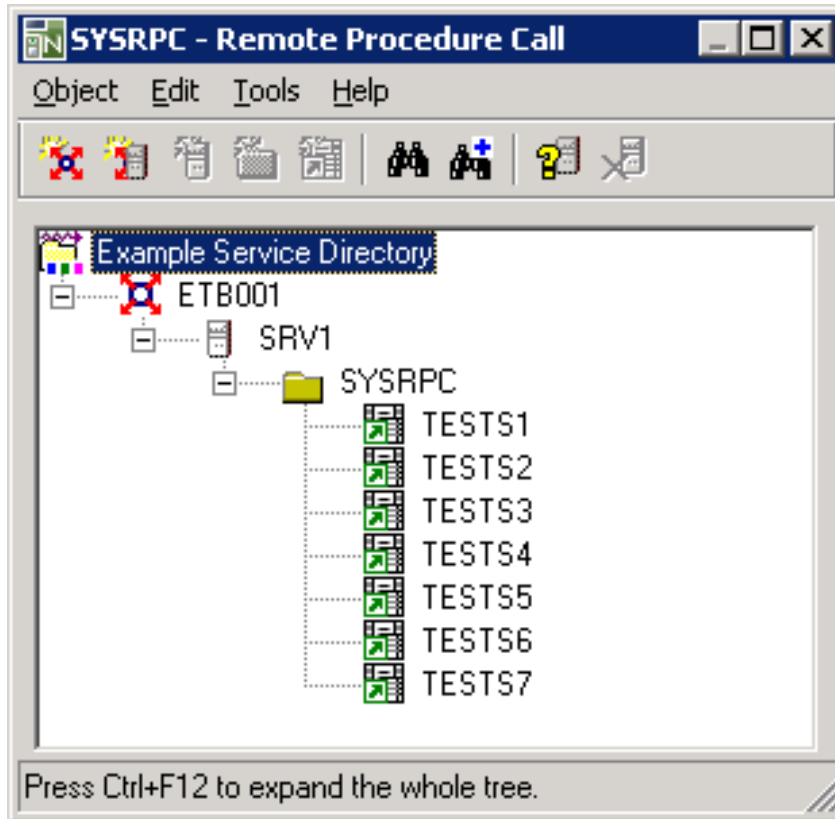 SYSRPC - Remote Procedure Call
Object Edit Tools Help
Example Service Directory
ETB001
SRV1
SYSRPC
TESTS1
TESTS2
TESTS3
TESTS4
TESTS5
TESTS6
TESTS7
Press Ctrl+F12 to expand the whole tree.